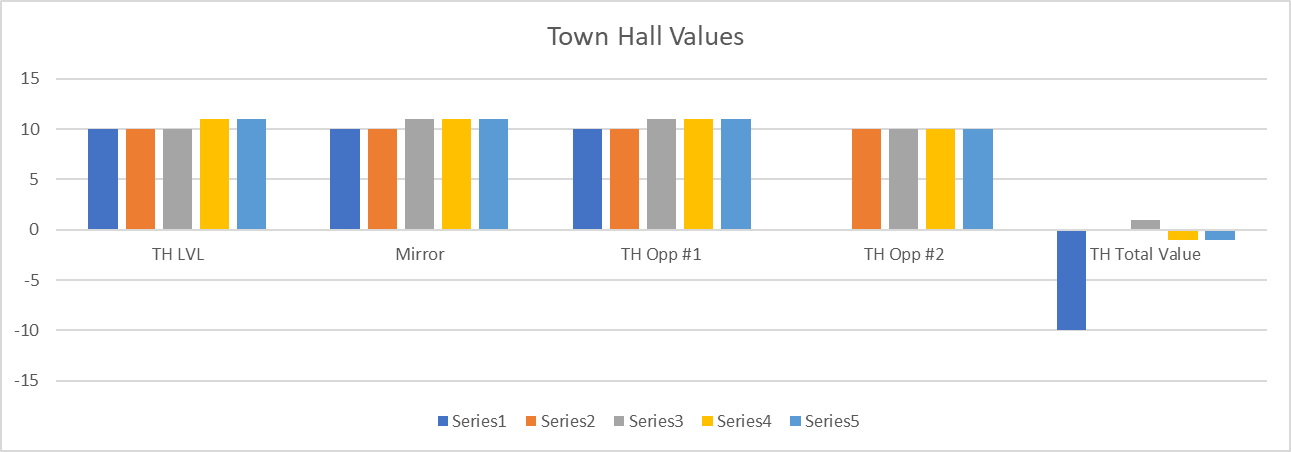 Town Hall Values
15
10
5
0
-5
-10
-15
TH LVL
Mirror
TH Opp #1
TH Opp #2
TH Total Value
Series1
Series2
Series3
Series4
Series5